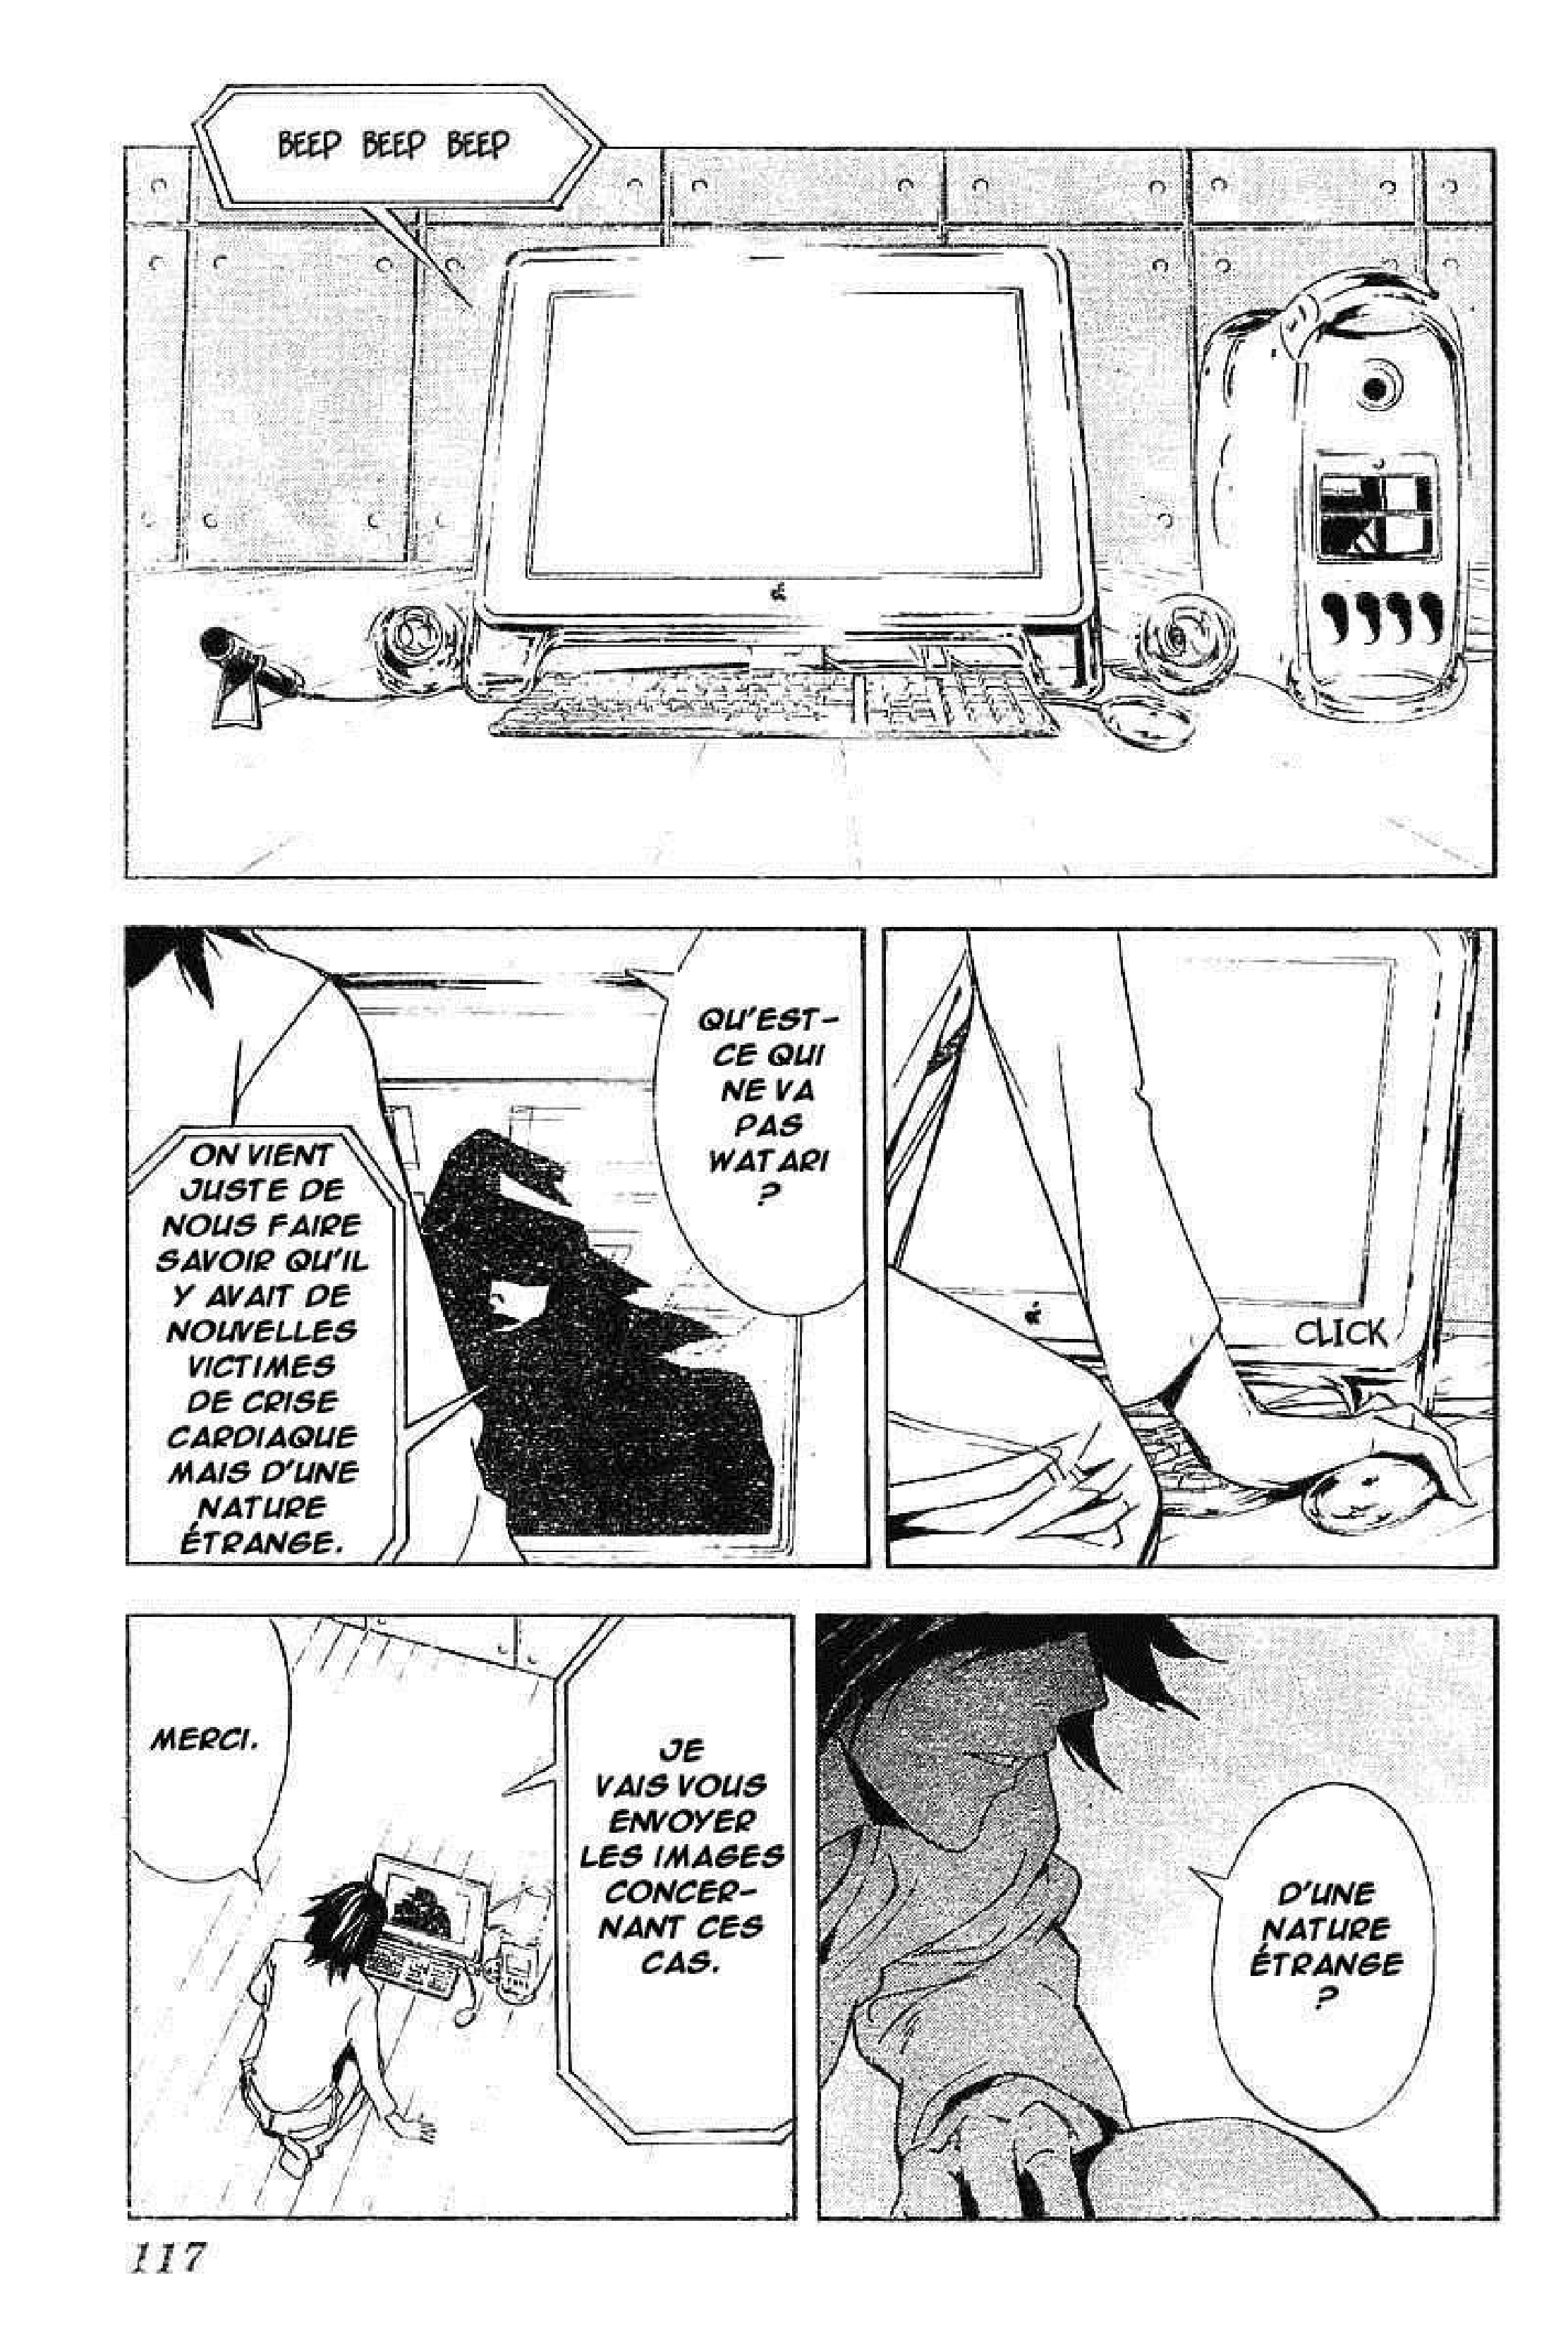 BEEP BEEP BEEP
CLICK
QU'EST-
CE QUI
NE VA
PAS
WATARI
?
ON VIENT
JUSTE DE
NOUS FAIRE
SAVOIR QU'IL
Y AVAIT DE
NOUVELLES
VICTIMES
DE CRISE
CARDIAQUE
MAIS D'UNE
NATURE
ÉTRANGE.
D'UNE
NATURE
ÉTRANGE
?
JE
VAIS VOUS
ENVOYER
LES IMAGES
CONCER-
NANT CES
CAS.
MERCI.
117